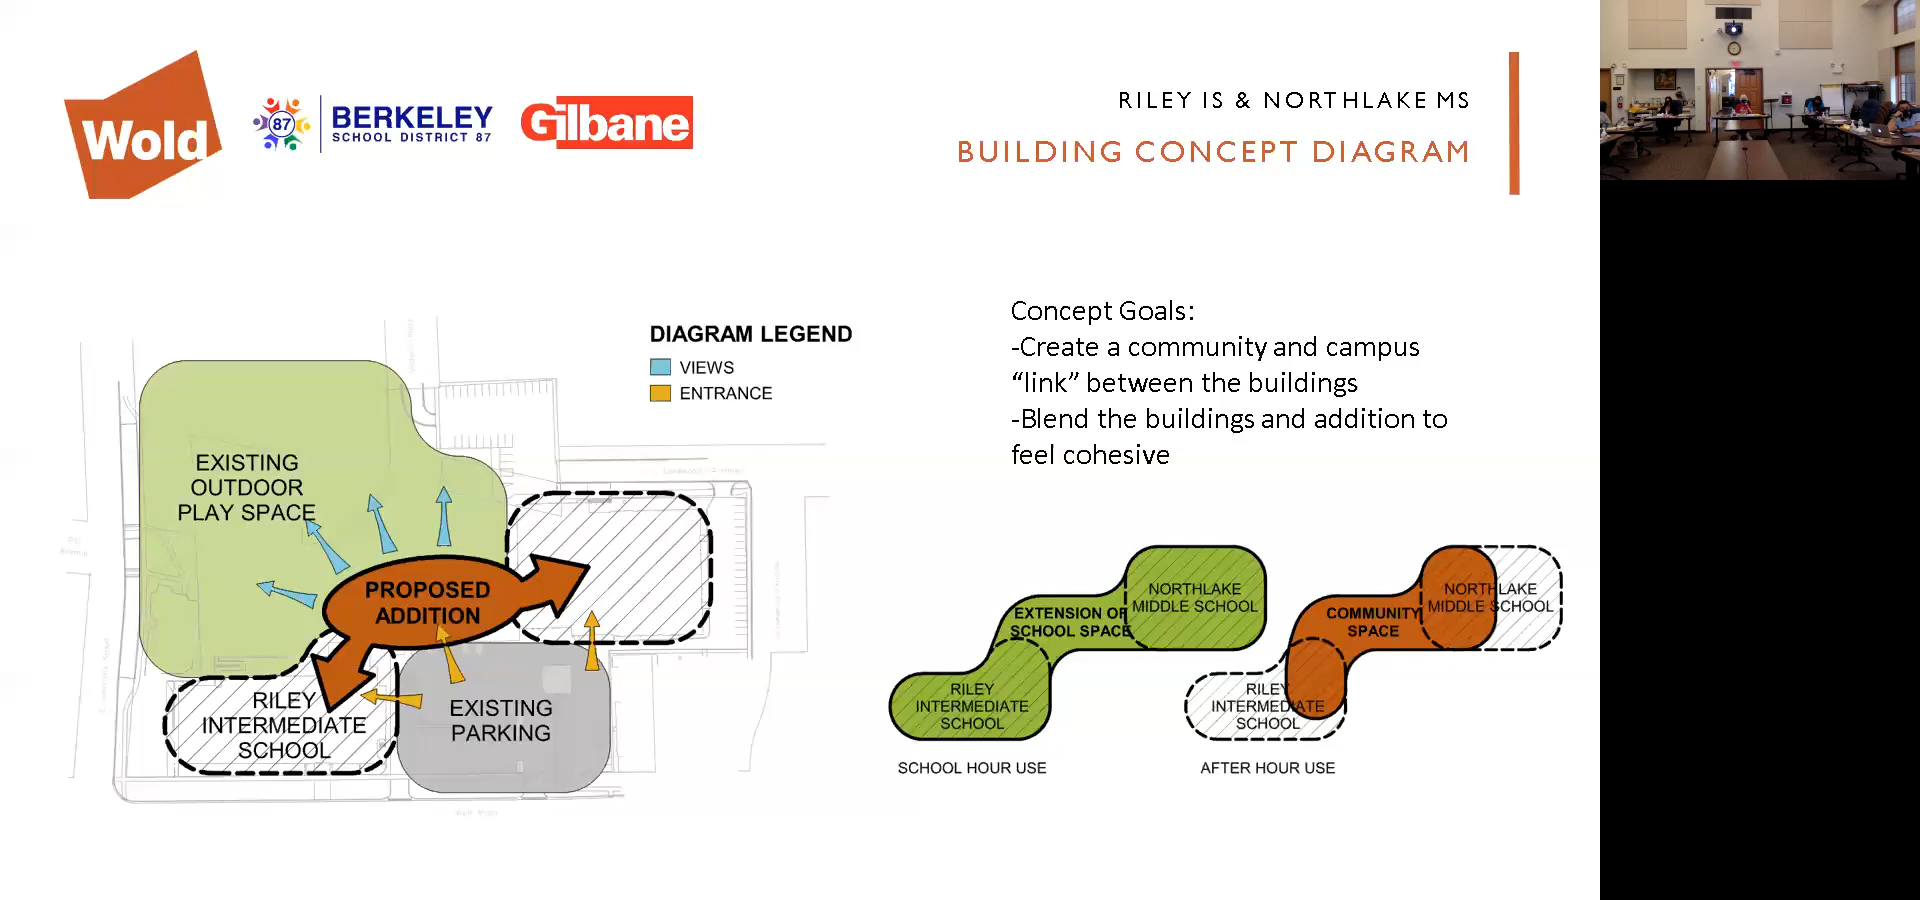 Wold
87
BERKELEY
SCHOOL DISTRICT 87
Gilbane
RILEY IS & NORTHLAKE MS
BUILDING CONCEPT DIAGRAM
DIAGRAM LEGEND
VIEWS
ENTRANCE
Concept Goals:
-Create a community and campus
“link” between the buildings
-Blend the buildings and addition to
feel cohesive
EXISTING
OUTDOOR
PLAY SPACE
PROPOSED
ADDITION
RILEY
INTERMEDIATE
SCHOOL
EXISTING
PARKING
NORTHLAKE
MIDDLE SCHOOL
EXTENSION OF
SCHOOL SPACE
RILEY
INTERMEDIATE
SCHOOL
SCHOOL HOUR USE
NORTHLAKE
MIDDLE SCHOOL
COMMUNITY
SPACE
RILEY
INTERMEDIATE
SCHOOL
AFTER HOUR USE